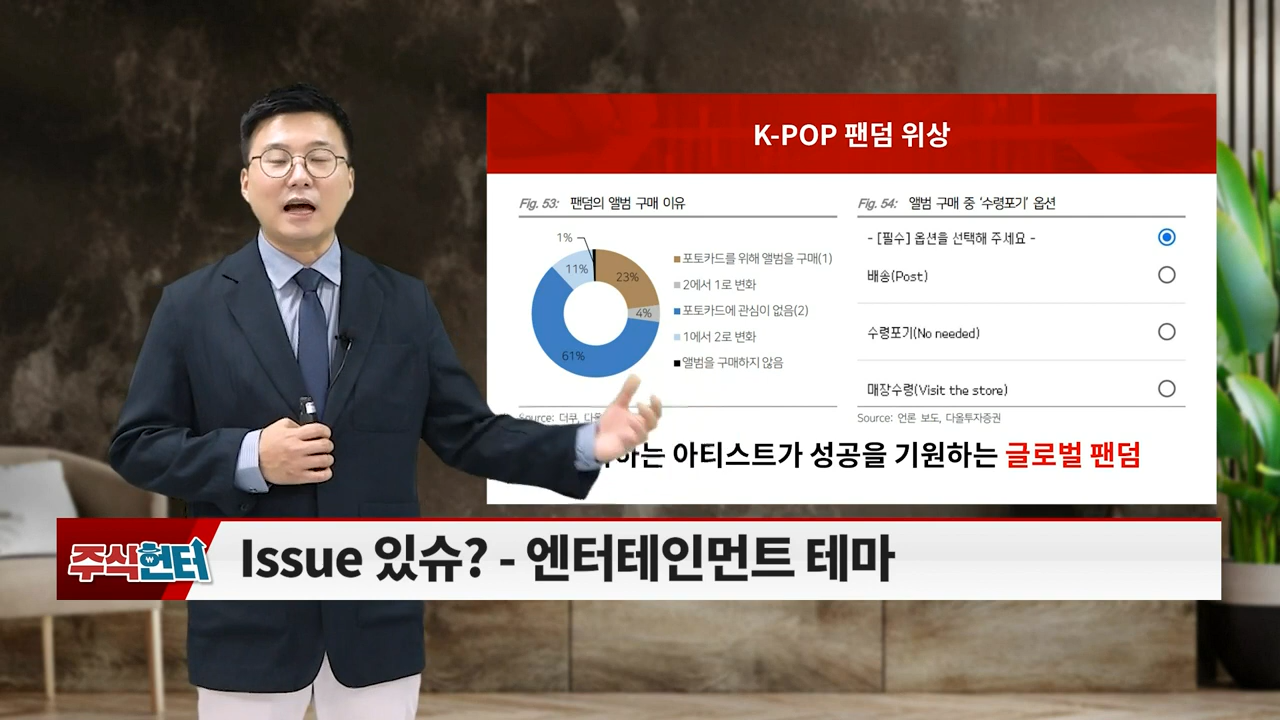 K-POP 팬덤 위상
Fig. 53: 팬덤의 앨범 구매 이유
1%
11%
23%
4%
61%
포토카드를 위해 앨범을 구매(1)
2에서 1로 변화
포토카드에 관심이 없음(2)
1에서 2로 변화
앨범을 구매하지 않음
Source: 더쿠,
Fig. 54: 앨범 구매 중 '수령포기' 옵션
- [필수] 옵션을 선택해 주세요 -
배송(Post)
수령포기(No needed)
매장수령(Visit the store)
Source: 언론 보도, 다올투자증권
아티스트가 성공을 기원하는 글로벌 팬덤
주식헌터
Issue 있슈? - 엔터테인먼트 테마